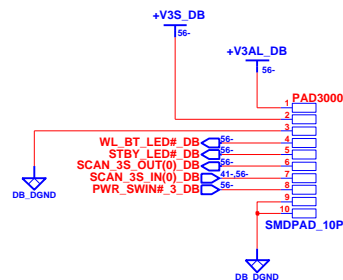 +V3S_DB
56-
+V3AL_DB
56-
PAD3000
1
2
3
WL_BT_LED#_DB 56- 4
STBY_LED#_DB 56- 5
SCAN_3S_OUT(0)_DB 56- 6
SCAN_3S_IN(0)_DB 41-,56- 7
PWR_SWIN#_3_DB 56- 8
9
10
DB_DGND
SMDPAD_10P
DB_DGND